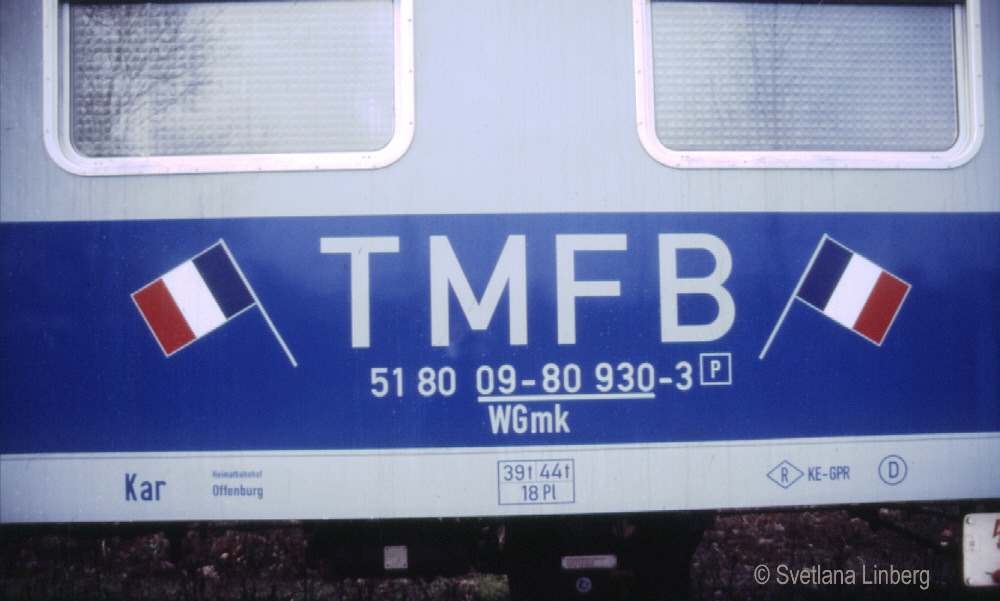 TMFB
51 80 09-80 930-3 P
WGmk
Kar
Heimatbahnhof
Offenburg
39t 44t
18 Pl
R KE-GPR D
© Svetlana Linberg